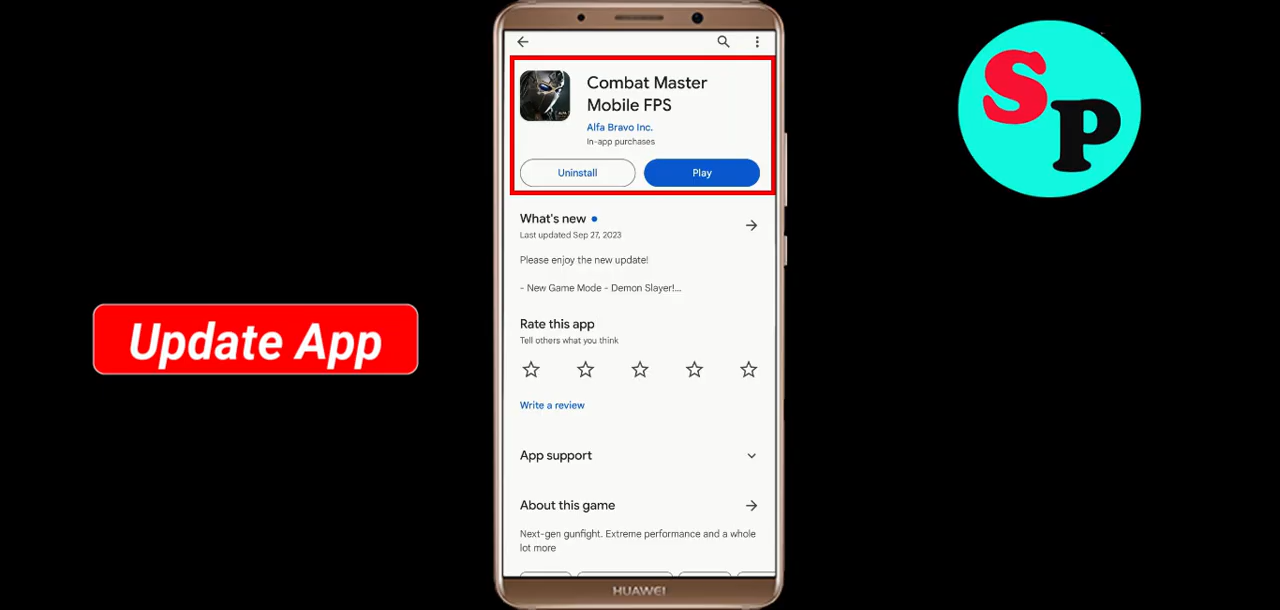 Combat Master
Mobile FPS
Alfa Bravo Inc.
In-app purchases
Uninstall
Play
What's new
Last updated Sep 27, 2023
Please enjoy the new update!
- New Game Mode - Demon Slayer!...
Rate this app
Tell others what you think
Write a review
App support
About this game
Next-gen gunfight. Extreme performance and a whole
lot more
HUAWEI
Update App
SP